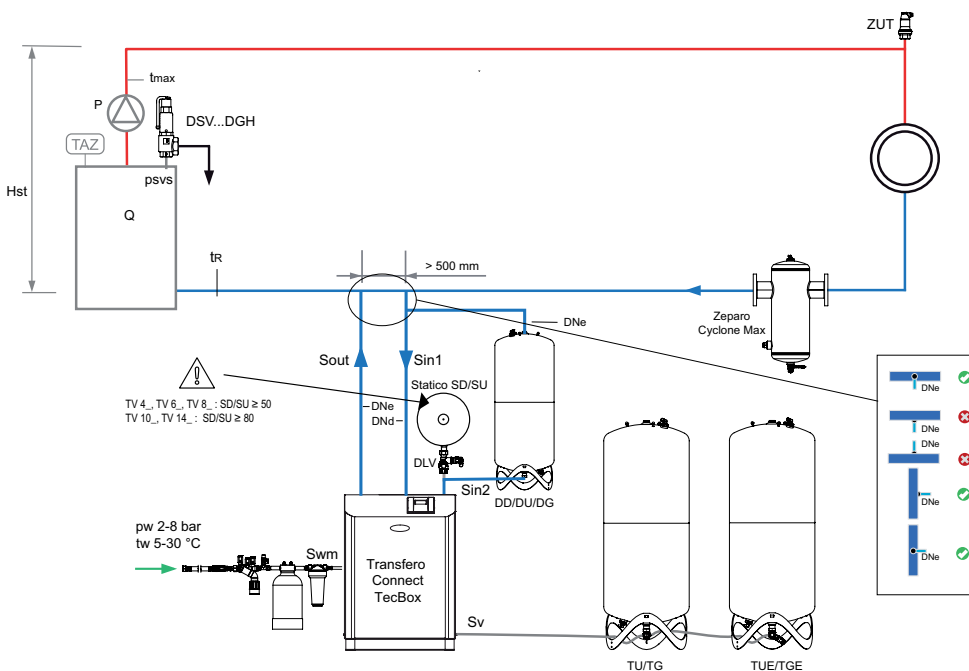 ZUT
tmax
P
DSV...DGH
TAZ
psvs
Hst
Q
tR
> 500 mm
DNe
Zeparo
Cyclone Max
Sout
Sin1
Statico SD/SU
TV 4_, TV 6_, TV 8_ : SD/SU ≥ 50
TV 10_, TV 14_ : SD/SU ≥ 80
DNe
DNd
DLV
Sin2
DD/DU/DG
DNe
DNe
DNe
DNe
DNe
pw 2-8 bar
tw 5-30 °C
Swm
Transfero
Connect
TecBox
Sv
TU/TG
TUE/TGE